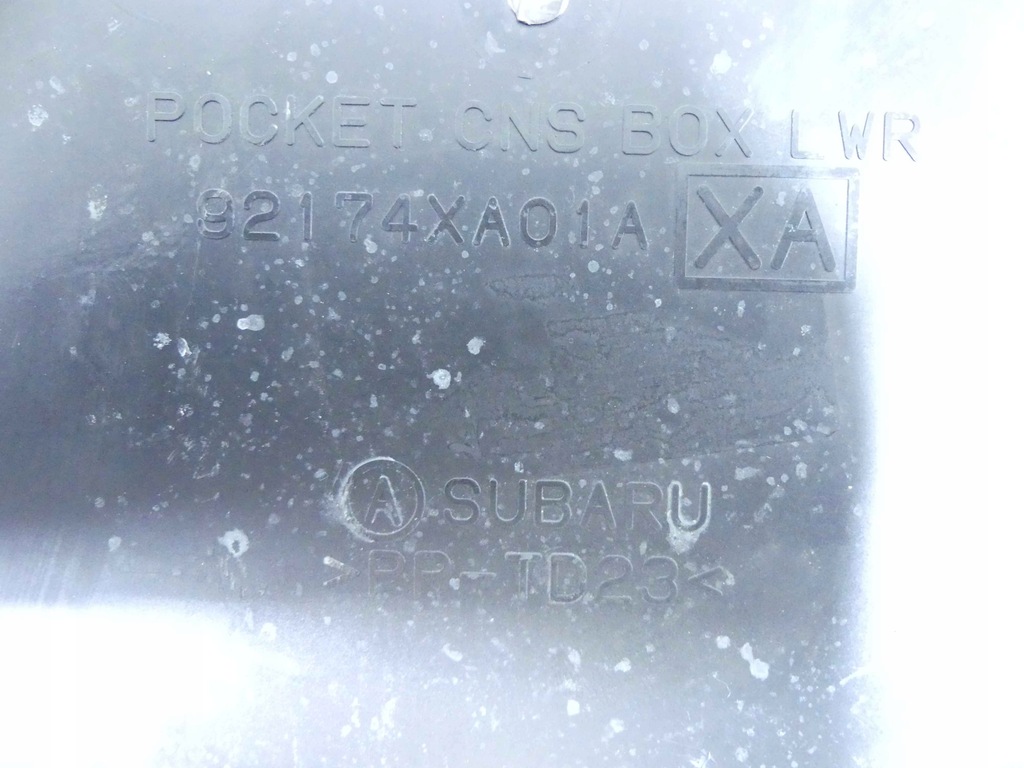 POCKET CNS BOX LWR
92174XA01A XA
A SUBARU
>PP-TD23<